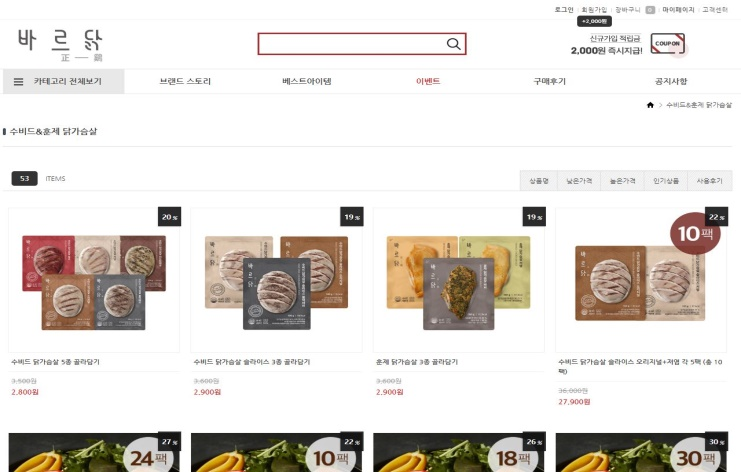 로그인 회원가입 장바구니 0 마이페이지 고객센터
+2,000원
바르닭
正一鷄
신규가입 적립금
2,000원 즉시지급!
COUPON
카테고리 전체보기 브랜드 스토리 베스트아이템 이벤트 구매후기 공지사항
> 수비드&훈제 닭가슴살
수비드&훈제 닭가슴살
53 ITEMS
상품명 낮은가격 높은가격 인기상품 사용후기
20% 19% 19% 22%
10팩
바르닭 바르닭 바르닭
수비드 닭가슴살 5종 골라담기
3,500원
2,800원
수비드 닭가슴살 슬라이스 3종 골라담기
3,600원
2,900원
훈제 닭가슴살 3종 골라담기
3,600원
2,900원
수비드 닭가슴살 슬라이스 오리지널+저염 각 5팩 (총 10
팩)
36,000원
27,900원
27% 22% 26% 30%
24팩 10팩 18팩 30팩